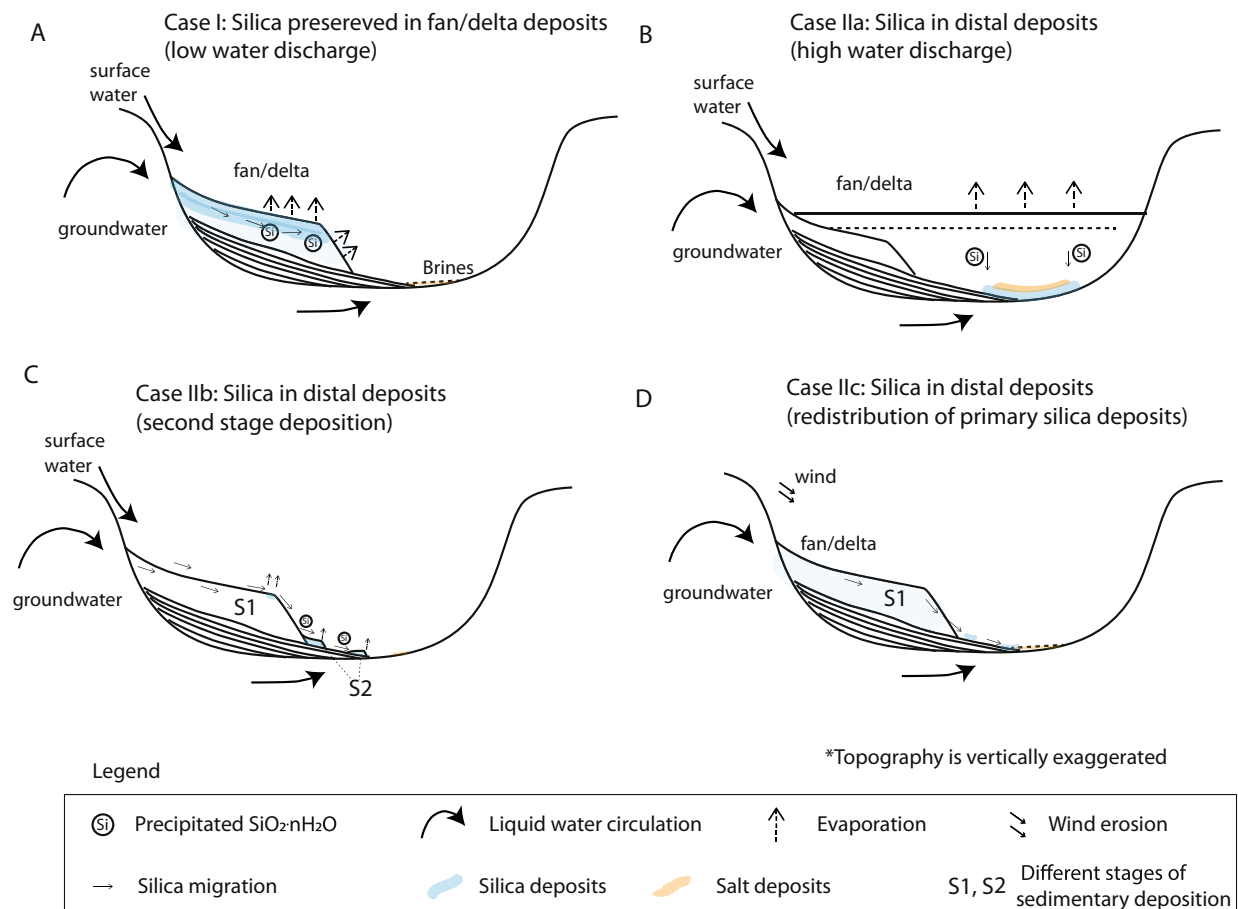 A
Case I: Silica presereved in fan/delta deposits
(low water discharge)
surface
water
fan/delta
groundwater
Si
Si
Brines
B
Case IIa: Silica in distal deposits
(high water discharge)
surface
water
fan/delta
groundwater
Si
Si
C
Case IIb: Silica in distal deposits
(second stage deposition)
surface
water
groundwater
S1
Si
Si
S2
D
Case IIc: Silica in distal deposits
(redistribution of primary silica deposits)
wind
fan/delta
S1
groundwater
*Topography is vertically exaggerated
Legend
Si Precipitated SiO₂·nH₂O
Liquid water circulation
Evaporation
Wind erosion
Silica migration
Silica deposits
Salt deposits
S1, S2 Different stages of
sedimentary deposition